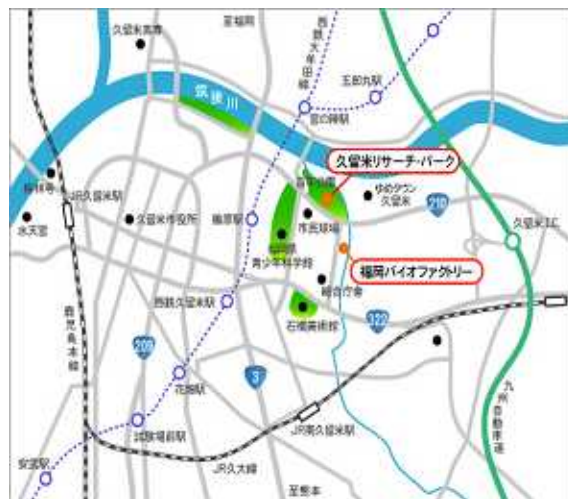 久留米高専
至福岡
西鉄大牟田線
五郎丸駅
筑後川
宮の陣駅
久留米リサーチ・パーク
梅林寺
JR久留米駅
ゆめタウン
久留米
210
水天宮
久留米市役所
櫛原駅
市民球場
久留米I.C.
福岡県
青少年科学館
福岡バイオファクトリー
総合庁舎
西鉄久留米駅
石橋美術館
鹿児島本線
322
209
3
花畑駅
試験場前駅
JR南久留米駅
九州自動車道
安武駅
JR久大線
至熊本